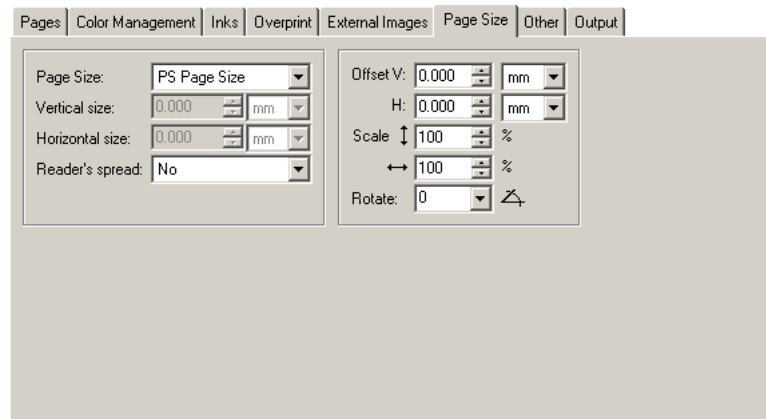 Pages Color Management Inks Overprint External Images Page Size Other Output
Page Size: PS Page Size
Vertical size: 0.000 mm
Horizontal size: 0.000 mm
Reader's spread: No
Offset V: 0.000 mm
H: 0.000 mm
Scale 100 %
100 %
Rotate: 0